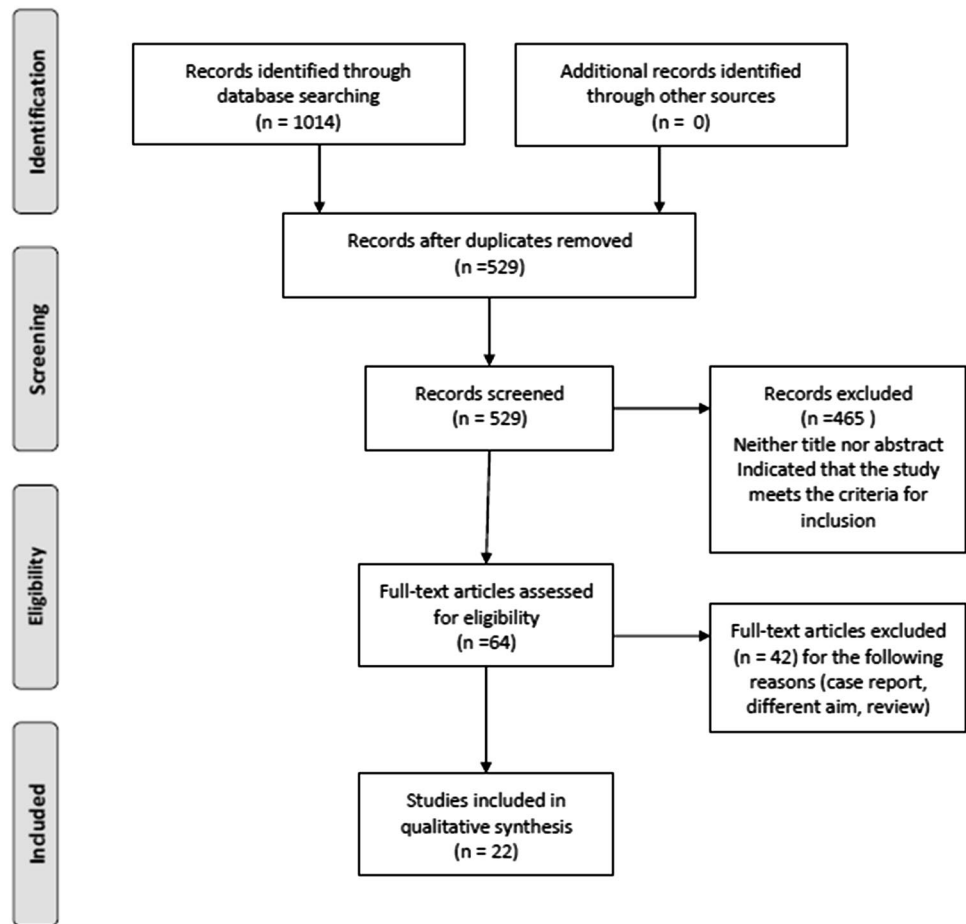 Identification
Records identified through
database searching
(n = 1014)
Additional records identified
through other sources
(n = 0)
Records after duplicates removed
(n =529)
Screening
Records screened
(n = 529)
Records excluded
(n =465 )
Neither title nor abstract
Indicated that the study
meets the criteria for
inclusion
Eligibility
Full-text articles assessed
for eligibility
(n =64)
Full-text articles excluded
(n = 42) for the following
reasons (case report,
different aim, review)
Included
Studies included in
qualitative synthesis
(n = 22)